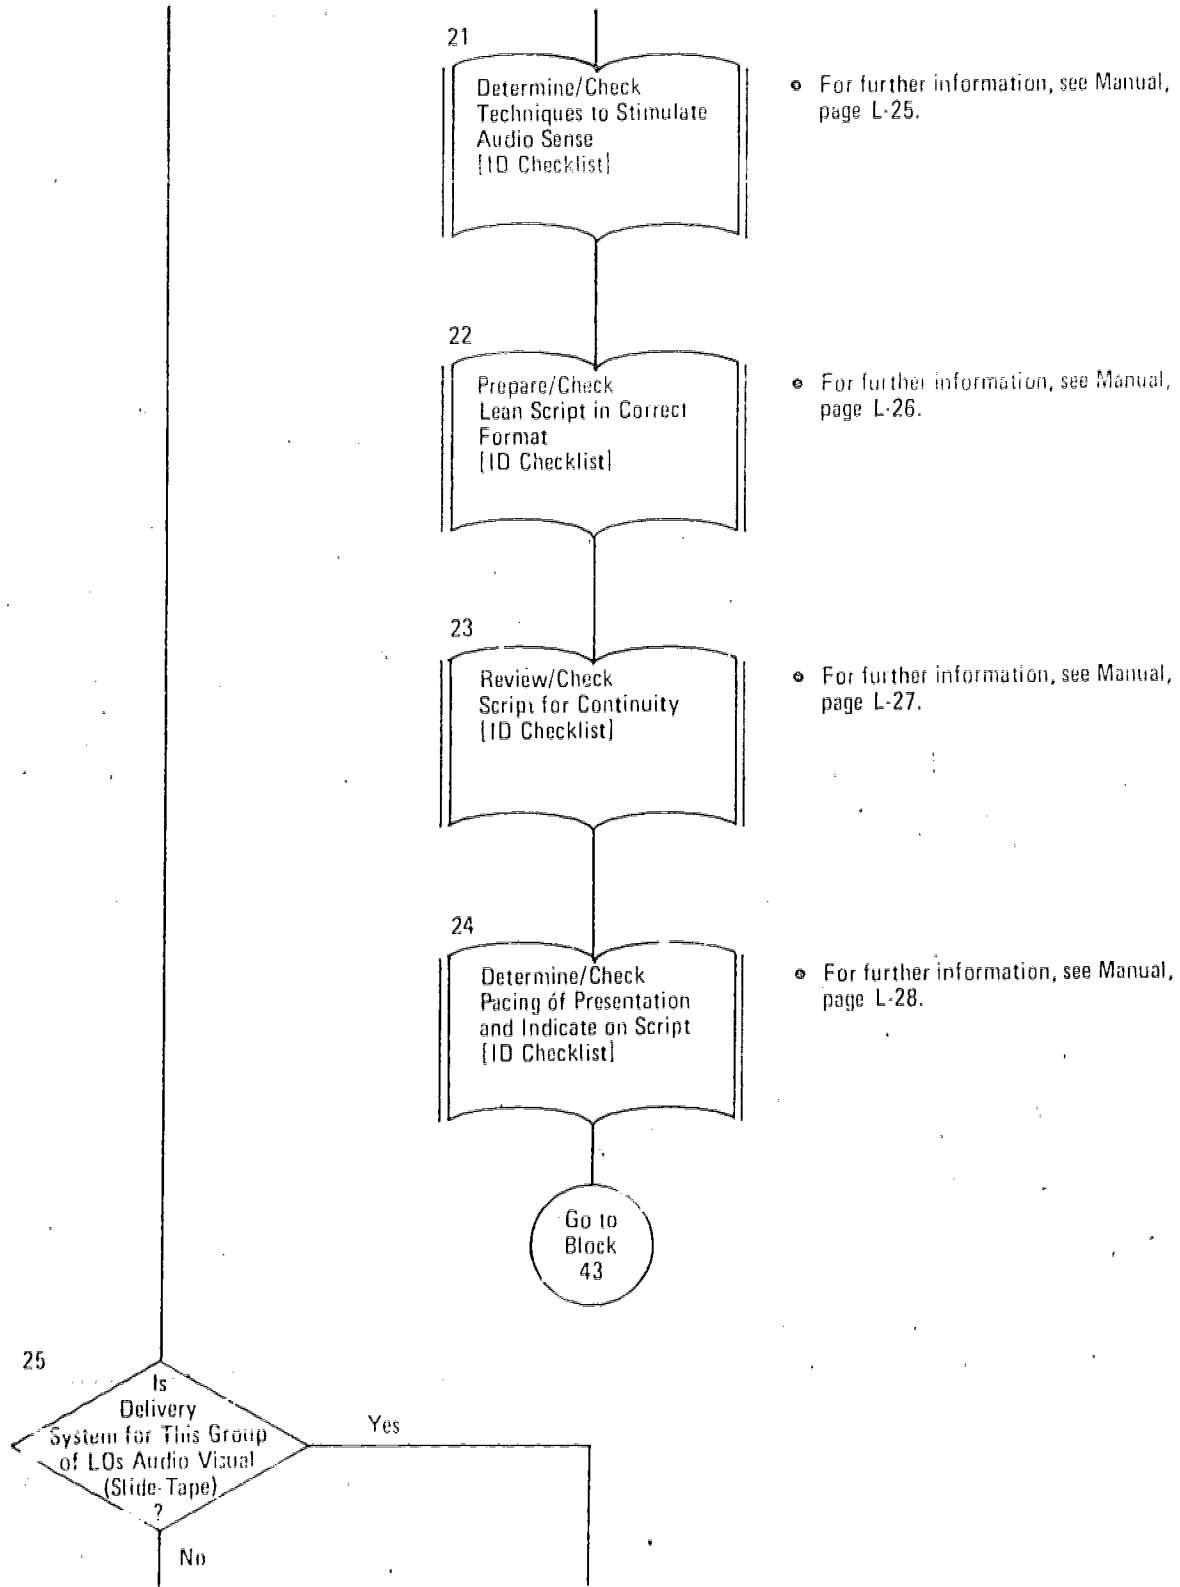 21
Determine/Check
Techniques to Stimulate
Audio Sense
[ID Checklist]
• For further information, see Manual,
page L-25.
22
Prepare/Check
Lean Script in Correct
Format
[ID Checklist]
• For further information, see Manual,
page L-26.
23
Review/Check
Script for Continuity
[ID Checklist]
• For further information, see Manual,
page L-27.
24
Determine/Check
Pacing of Presentation
and Indicate on Script
[ID Checklist]
• For further information, see Manual,
page L-28.
Go to
Block
43
25
Is
Delivery
System for This Group
of LOs Audio Visual
(Slide-Tape)
?
Yes
No